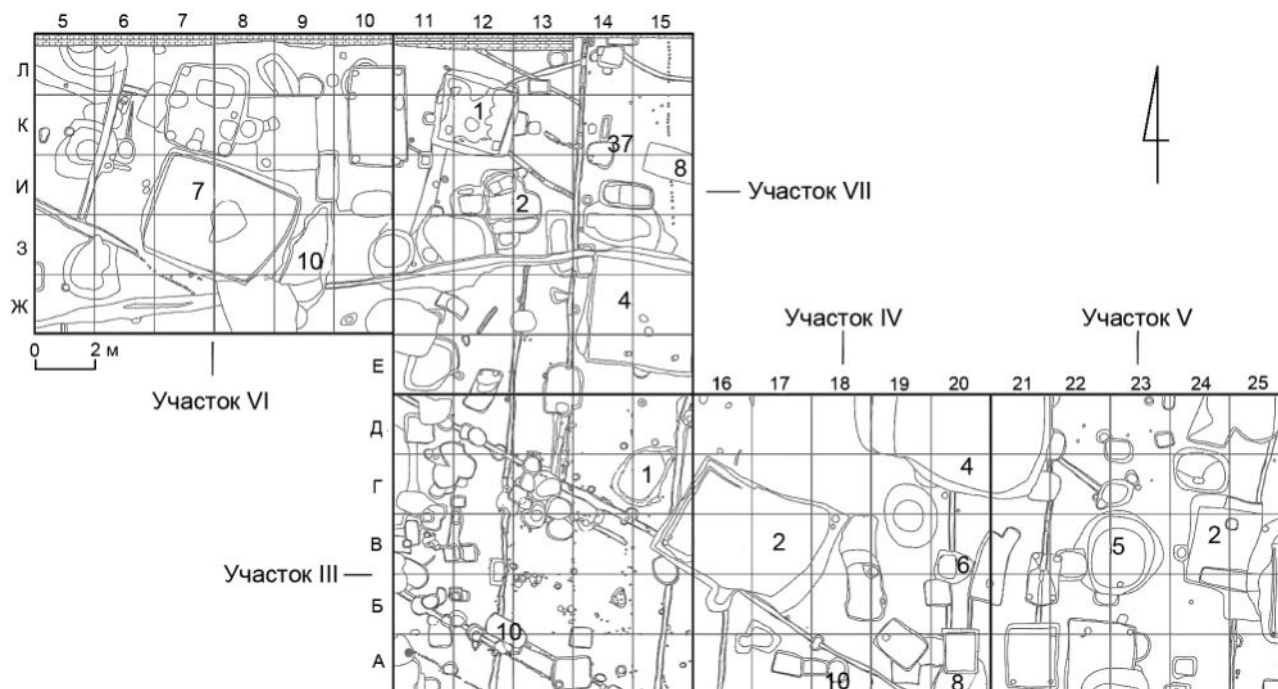 5 6 7 8 9 10 11 12 13 14 15
Л
К 1 37
И 7 2 8
Участок VII
З 10
Ж 4
0 2 м
Е
Участок VI
Участок IV
Участок V
16 17 18 19 20 21 22 23 24 25
Д
Г 1 4
В 2 6 5 2
Участок III
Б 10
А 10 8